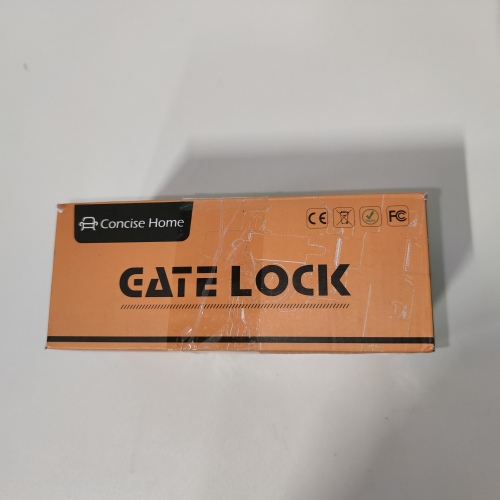 Concise Home
CE
FC
GATE LOCK